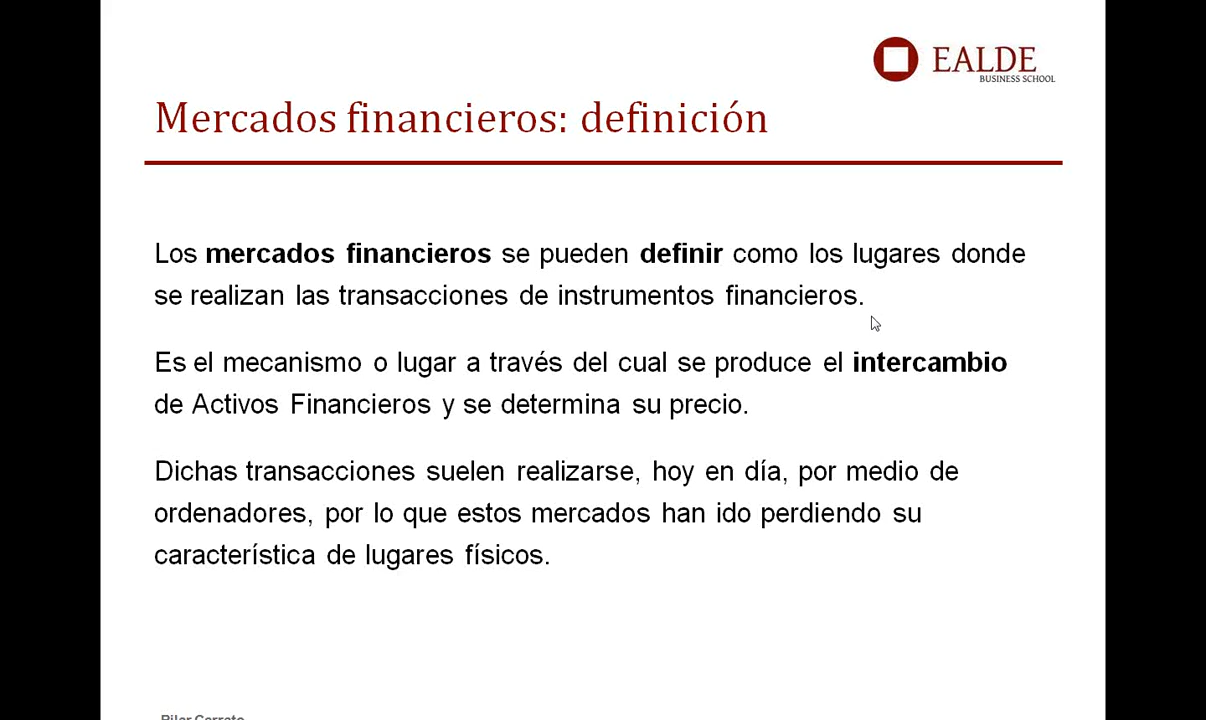 EALDE
BUSINESS SCHOOL
Mercados financieros: definición
Los mercados financieros se pueden definir como los lugares donde
se realizan las transacciones de instrumentos financieros.
Es el mecanismo o lugar a través del cual se produce el intercambio
de Activos Financieros y se determina su precio.
Dichas transacciones suelen realizarse, hoy en día, por medio de
ordenadores, por lo que estos mercados han ido perdiendo su
característica de lugares físicos.